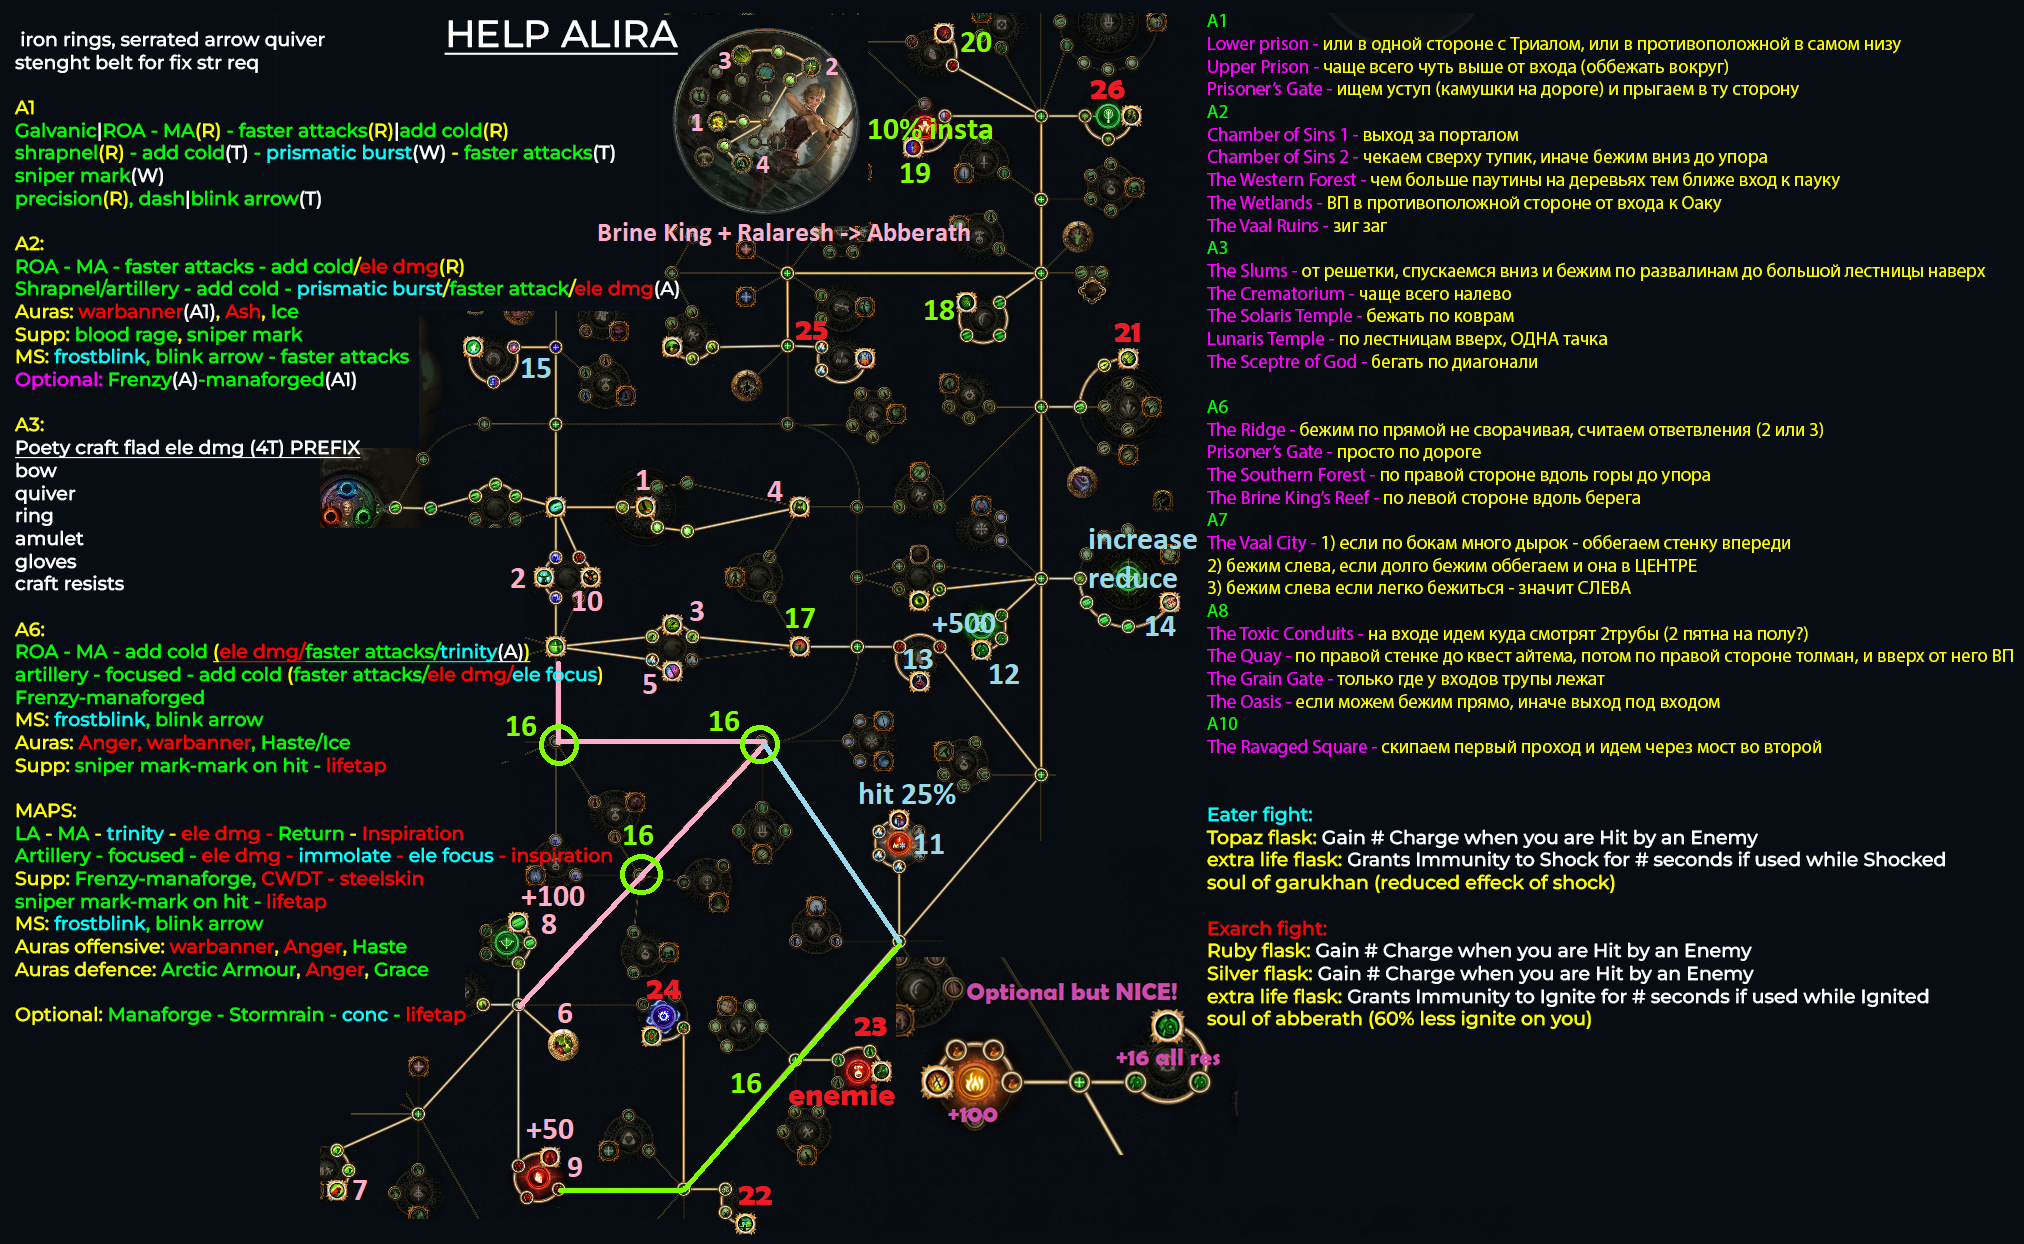 iron rings, serrated arrow quiver
stenght belt for fix str req
A1
Galvanic|ROA - MA(R) - faster attacks(R)|add cold(R)
shrapnel(R) - add cold(T) - prismatic burst(W) - faster attacks(T)
sniper mark(W)
precision(R), dash|blink arrow(T)
A2:
ROA - MA - faster attacks - add cold/ele dmg(R)
Shrapnel/artillery - add cold - prismatic burst/faster attack/ele dmg(A)
Auras: warbanner(A1), Ash, Ice
Supp: blood rage, sniper mark
MS: frostblink, blink arrow - faster attacks
Optional: Frenzy(A)-manaforged(A1)
A3:
Poety craft flad ele dmg (4T) PREFIX
bow
quiver
ring
amulet
gloves
craft resists
A6:
ROA - MA - add cold (ele dmg/faster attacks/trinity(A))
artillery - focused - add cold (faster attacks/ele dmg/ele focus)
Frenzy-manaforged
MS: frostblink, blink arrow
Auras: Anger, warbanner, Haste/Ice
Supp: sniper mark-mark on hit - lifetap
MAPS:
LA - MA - trinity - ele dmg - Return - Inspiration
Artillery - focused - ele dmg - immolate - ele focus - inspiration
Supp: Frenzy-manaforge, CWDT - steelskin
sniper mark-mark on hit - lifetap
MS: frostblink, blink arrow
Auras offensive: warbanner, Anger, Haste
Auras defence: Arctic Armour, Anger, Grace
Optional: Manaforge - Stormrain - conc - lifetap
HELP ALIRA
3
2
1
4
Brine King + Ralaresh -> Abberath
20
26
10% insta
19
18
25
21
15
1
4
increase
reduce
2
10
3
17
+500
14
13
12
5
16
16
hit 25%
11
16
+100
8
6
24
Optional but NICE!
23
+16 all res
16
enemie
+100
+50
9
7
22
A1
Lower prison - или в одной стороне с Триалом, или в противоположной в самом низу
Upper Prison - чаще всего чуть выше от входа (оббежать вокруг)
Prisoner's Gate - ищем уступ (камушки на дороге) и прыгаем в ту сторону
A2
Chamber of Sins 1 - выход за порталом
Chamber of Sins 2 - чекаем сверху тупик, иначе бежим вниз до упора
The Western Forest - чем больше паутины на деревьях тем ближе вход к пауку
The Wetlands - ВП в противоположной стороне от входа к Оаку
The Vaal Ruins - зиг заг
A3
The Slums - от решетки, спускаемся вниз и бежим по развалинам до большой лестницы наверх
The Crematorium - чаще всего налево
The Solaris Temple - бежать по коврам
Lunaris Temple - по лестницам вверх, ОДНА тачка
The Sceptre of God - бегать по диагонали
A6
The Ridge - бежим по прямой не сворачивая, считаем ответвления (2 или 3)
Prisoner's Gate - просто по дороге
The Southern Forest - по правой стороне вдоль горы до упора
The Brine King's Reef - по левой стороне вдоль берега
A7
The Vaal City - 1) если по бокам много дырок - оббегаем стенку впереди
2) бежим слева, если долго бежим оббегаем и она в ЦЕНТРЕ
3) бежим слева если легко бежиться - значит СЛЕВА
A8
The Toxic Conduits - на входе идем куда смотрят 2трубы (2 пятна на полу?)
The Quay - по правой стенке до квест айтема, потом по правой стороне толман, и вверх от него ВП
The Grain Gate - только где у входов трупы лежат
The Oasis - если можем бежим прямо, иначе выход под входом
A10
The Ravaged Square - скипаем первый проход и идем через мост во второй
Eater fight:
Topaz flask: Gain # Charge when you are Hit by an Enemy
extra life flask: Grants Immunity to Shock for # seconds if used while Shocked
soul of garukhan (reduced effeck of shock)
Exarch fight:
Ruby flask: Gain # Charge when you are Hit by an Enemy
Silver flask: Gain # Charge when you are Hit by an Enemy
extra life flask: Grants Immunity to Ignite for # seconds if used while Ignited
soul of abberath (60% less ignite on you)